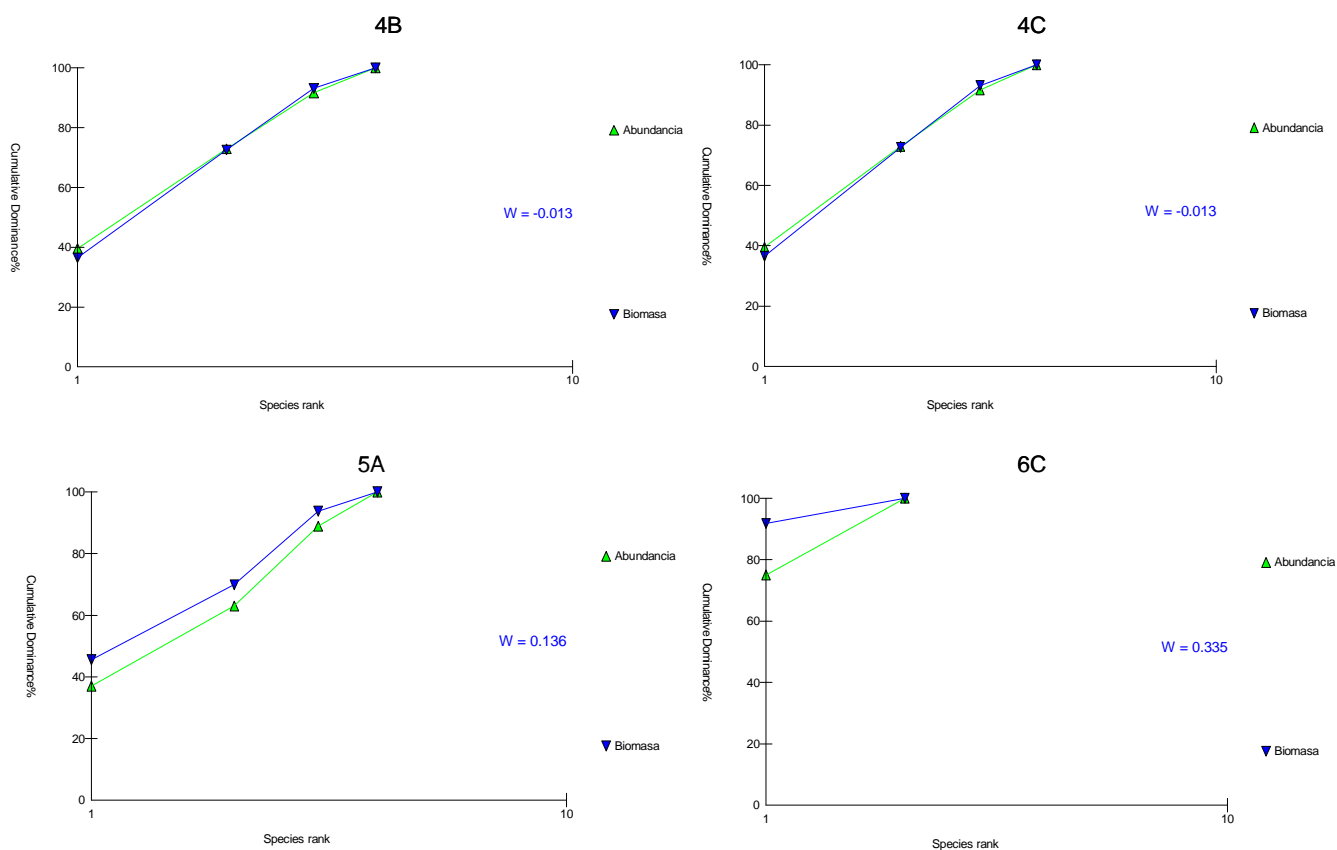 4B
Cumulative Dominance%
100
80
60
40
20
0
1
10
Species rank
Abundancia
W = -0.013
Biomasa
4C
Cumulative Dominance%
100
80
60
40
20
0
1
10
Species rank
Abundancia
W = -0.013
Biomasa
5A
Cumulative Dominance%
100
80
60
40
20
0
1
10
Species rank
Abundancia
W = 0.136
Biomasa
6C
Cumulative Dominance%
100
80
60
40
20
0
1
10
Species rank
Abundancia
W = 0.335
Biomasa